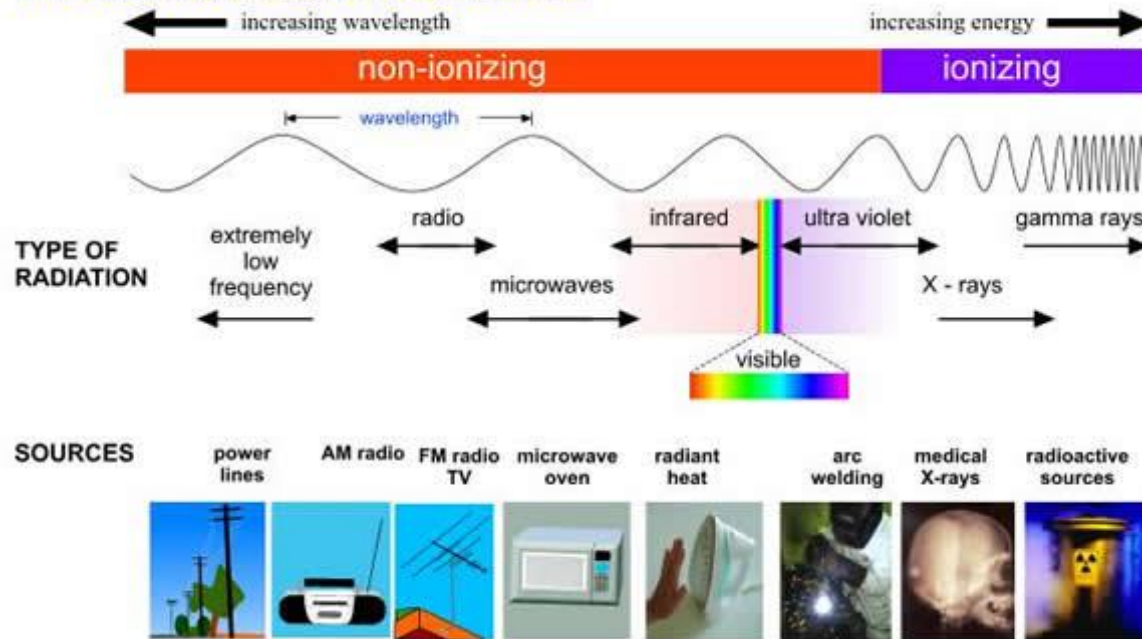 increasing wavelength
increasing energy
non-ionizing
ionizing
wavelength
radio
infrared
ultra violet
gamma rays
TYPE OF
RADIATION
extremely
low
frequency
microwaves
X - rays
visible
SOURCES
power
lines
AM radio
FM radio
TV
microwave
oven
radiant
heat
arc
welding
medical
X-rays
radioactive
sources